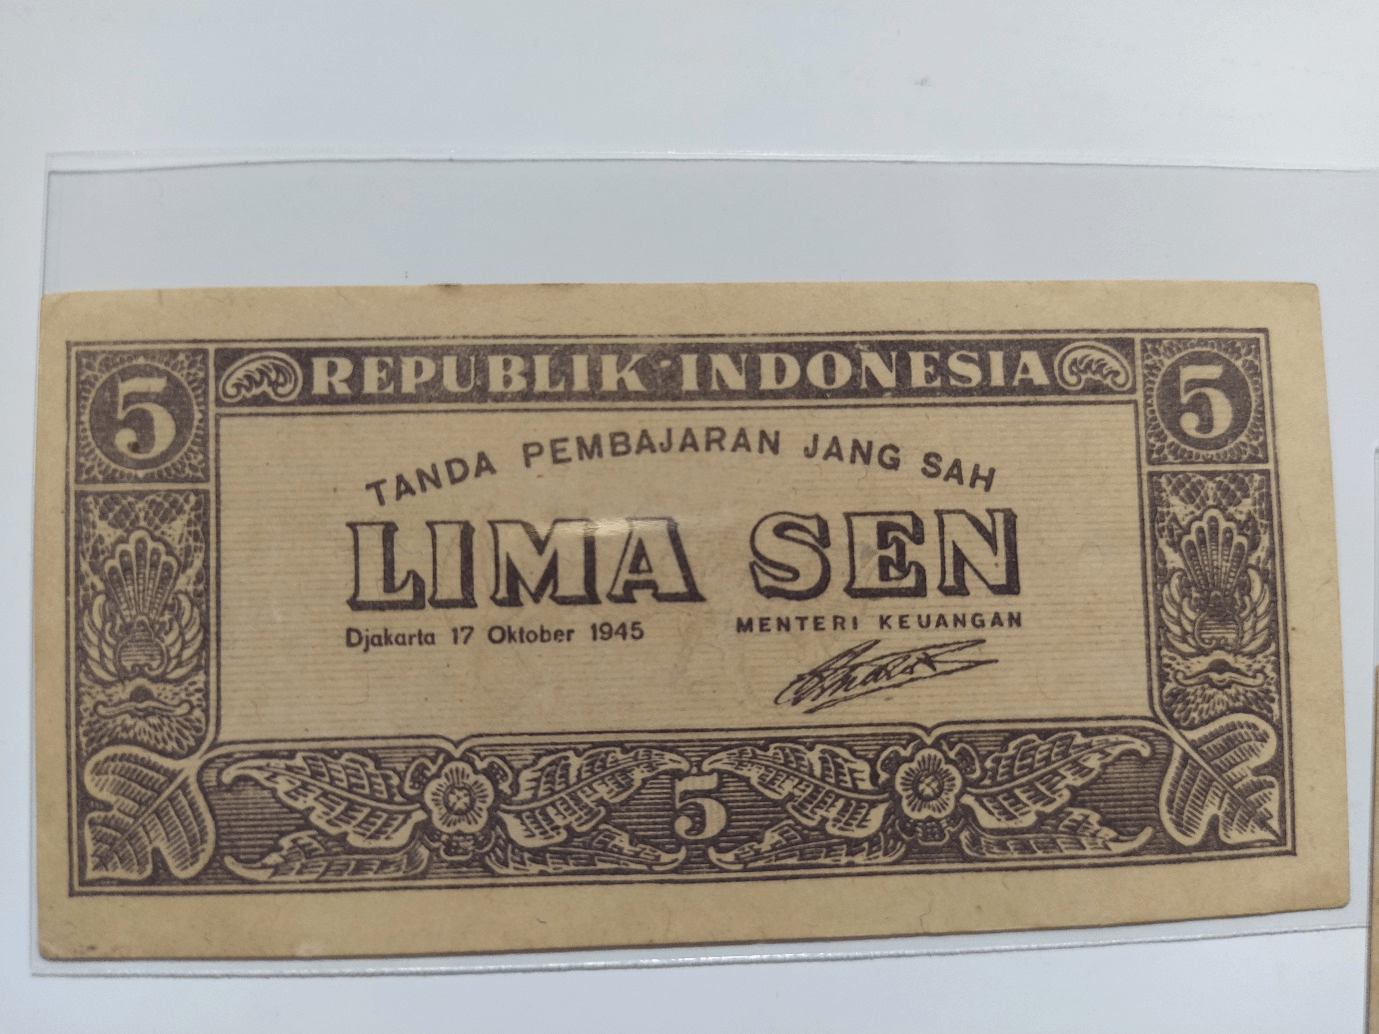 5 REPUBLIK INDONESIA 5
TANDA PEMBAJARAN JANG SAH
LIMA SEN
Djakarta 17 Oktober 1945
MENTERI KEUANGAN
5